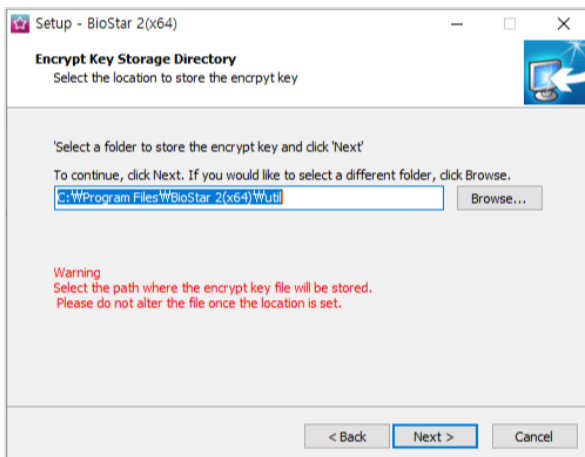 Setup - BioStar 2(x64)
Encrypt Key Storage Directory
Select the location to store the encrpyt key
'Select a folder to store the encrypt key and click 'Next'
To continue, click Next. If you would like to select a different folder, click Browse.
C:₩Program Files₩BioStar 2(x64)₩util
Browse...
Warning
Select the path where the encrypt key file will be stored.
Please do not alter the file once the location is set.
< Back
Next >
Cancel